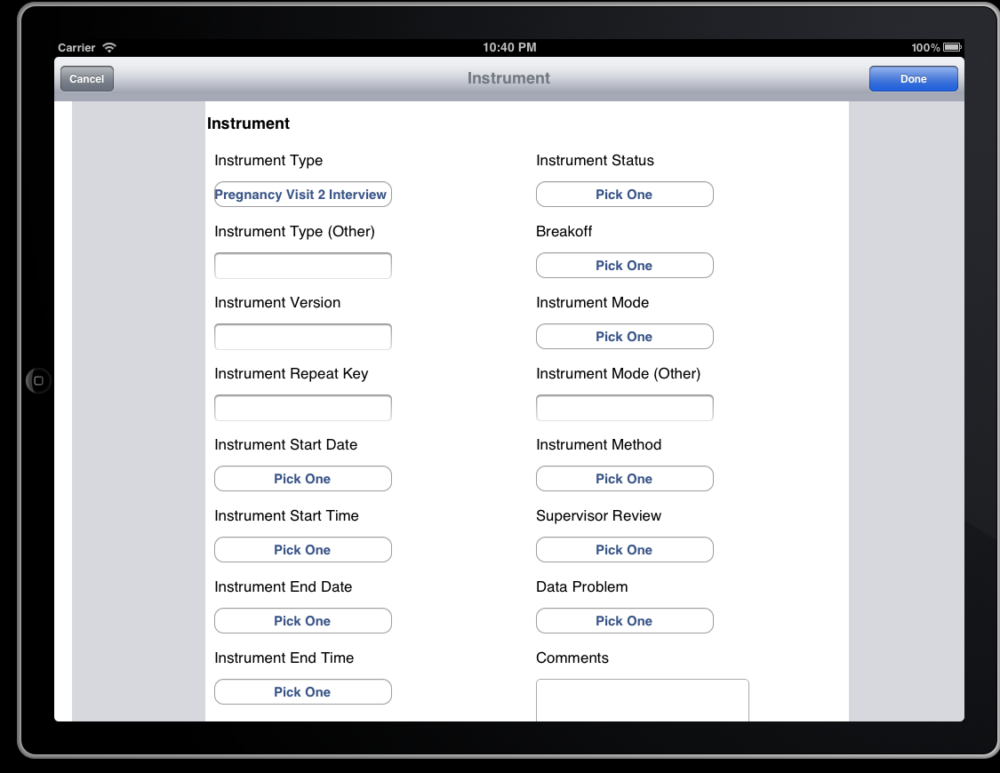 Carrier 10:40 PM 100%
Cancel Instrument Done
Instrument
Instrument Type Instrument Status
Pregnancy Visit 2 Interview Pick One
Instrument Type (Other) Breakoff
Pick One
Instrument Version Instrument Mode
Pick One
Instrument Repeat Key Instrument Mode (Other)
Instrument Start Date Instrument Method
Pick One Pick One
Instrument Start Time Supervisor Review
Pick One Pick One
Instrument End Date Data Problem
Pick One Pick One
Instrument End Time Comments
Pick One